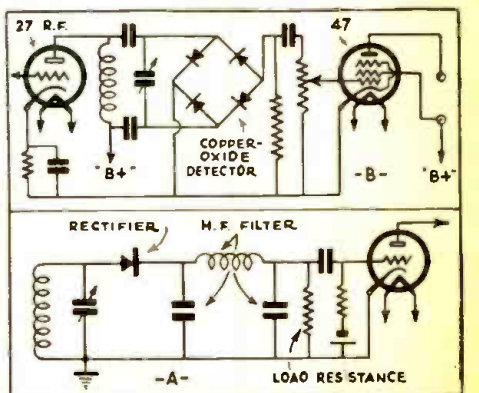 27 R.F.
47
COPPER-
OXIDE
DETECTOR
"B+"
-B-
"B+"
RECTIFIER
H.F. FILTER
-A-
LOAD RESISTANCE